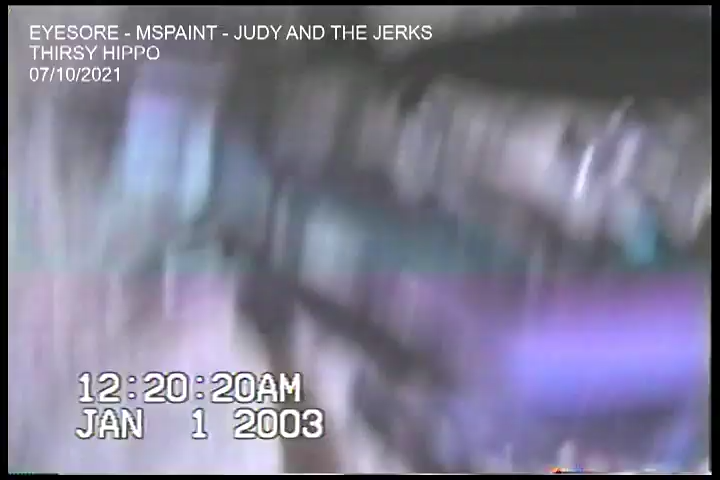 EYESORE - MSPAINT - JUDY AND THE JERKS
THIRSY HIPPO
07/10/2021
12:20:20AM
JAN 1 2003